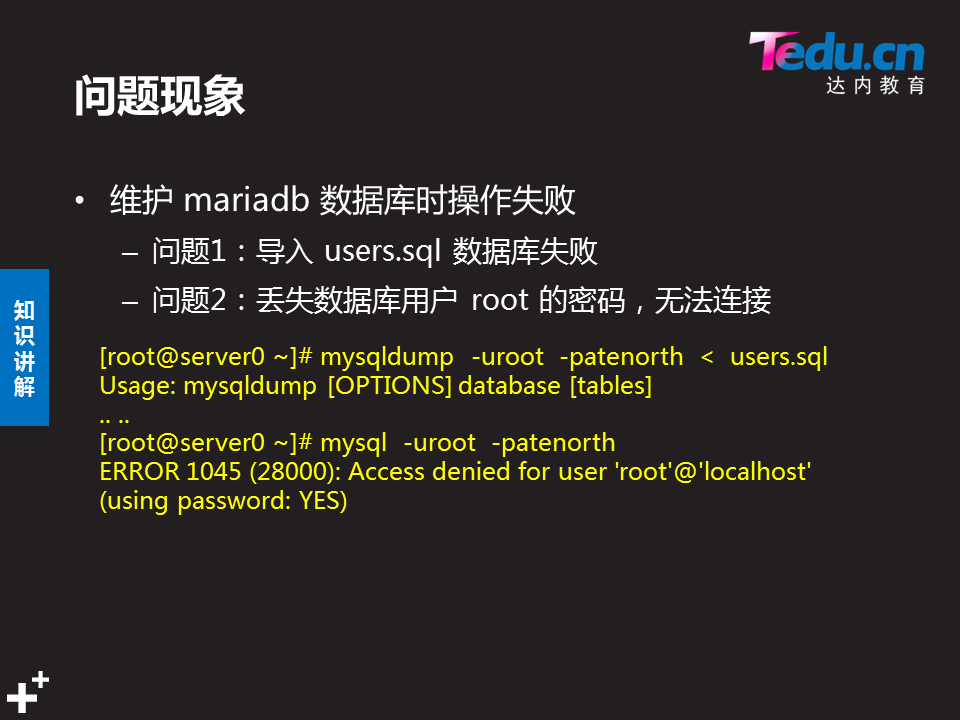 Tedu.cn
达内教育
问题现象
• 维护 mariadb 数据库时操作失败
– 问题1：导入 users.sql 数据库失败
– 问题2：丢失数据库用户 root 的密码，无法连接
知识讲解
[root@server0 ~]# mysqldump -uroot -patenorth < users.sql
Usage: mysqldump [OPTIONS] database [tables]
.. ..
[root@server0 ~]# mysql -uroot -patenorth
ERROR 1045 (28000): Access denied for user 'root'@'localhost'
(using password: YES)